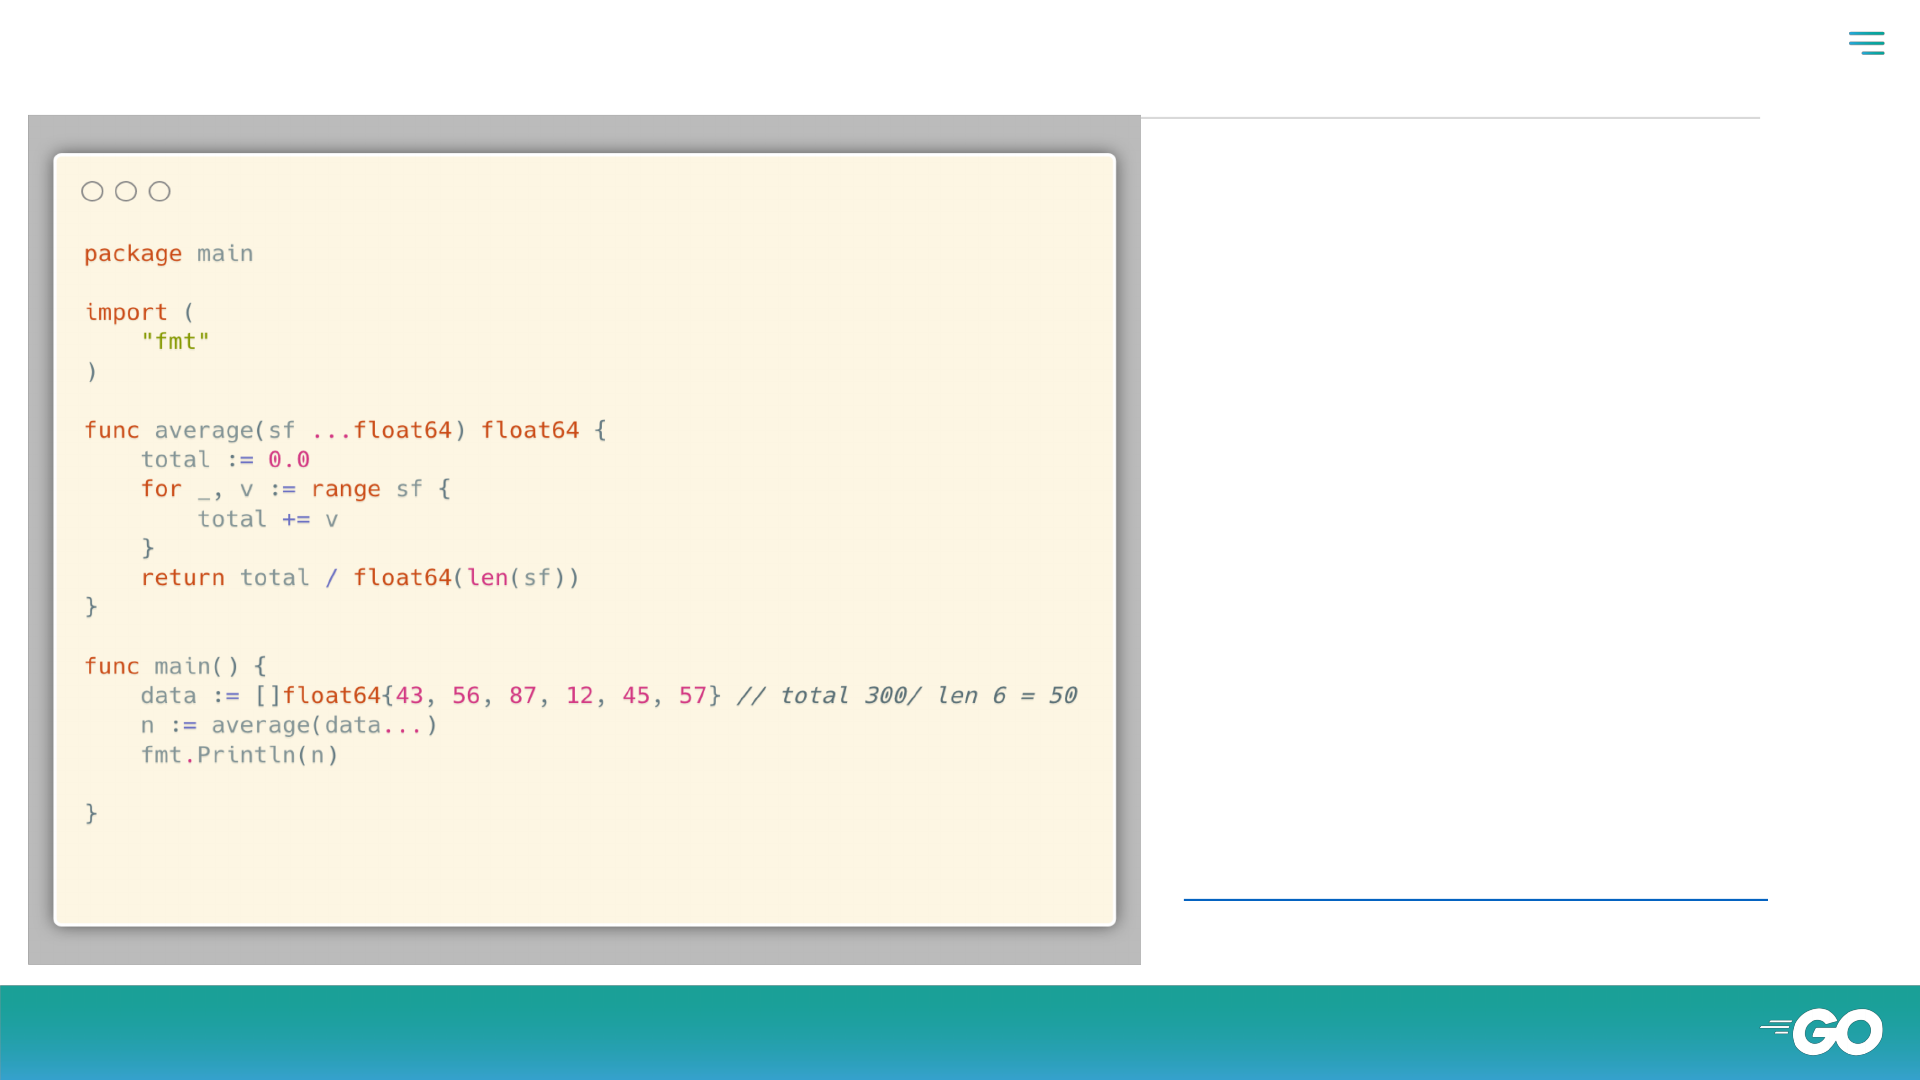 package main
import (
"fmt"
)
func average(sf ...float64) float64 {
total := 0.0
for _, v := range sf {
total += v
}
return total / float64(len(sf))
}
func main() {
data := []float64{43, 56, 87, 12, 45, 57} // total 300/ len 6 = 50
n := average(data...)
fmt.Println(n)
}
GO